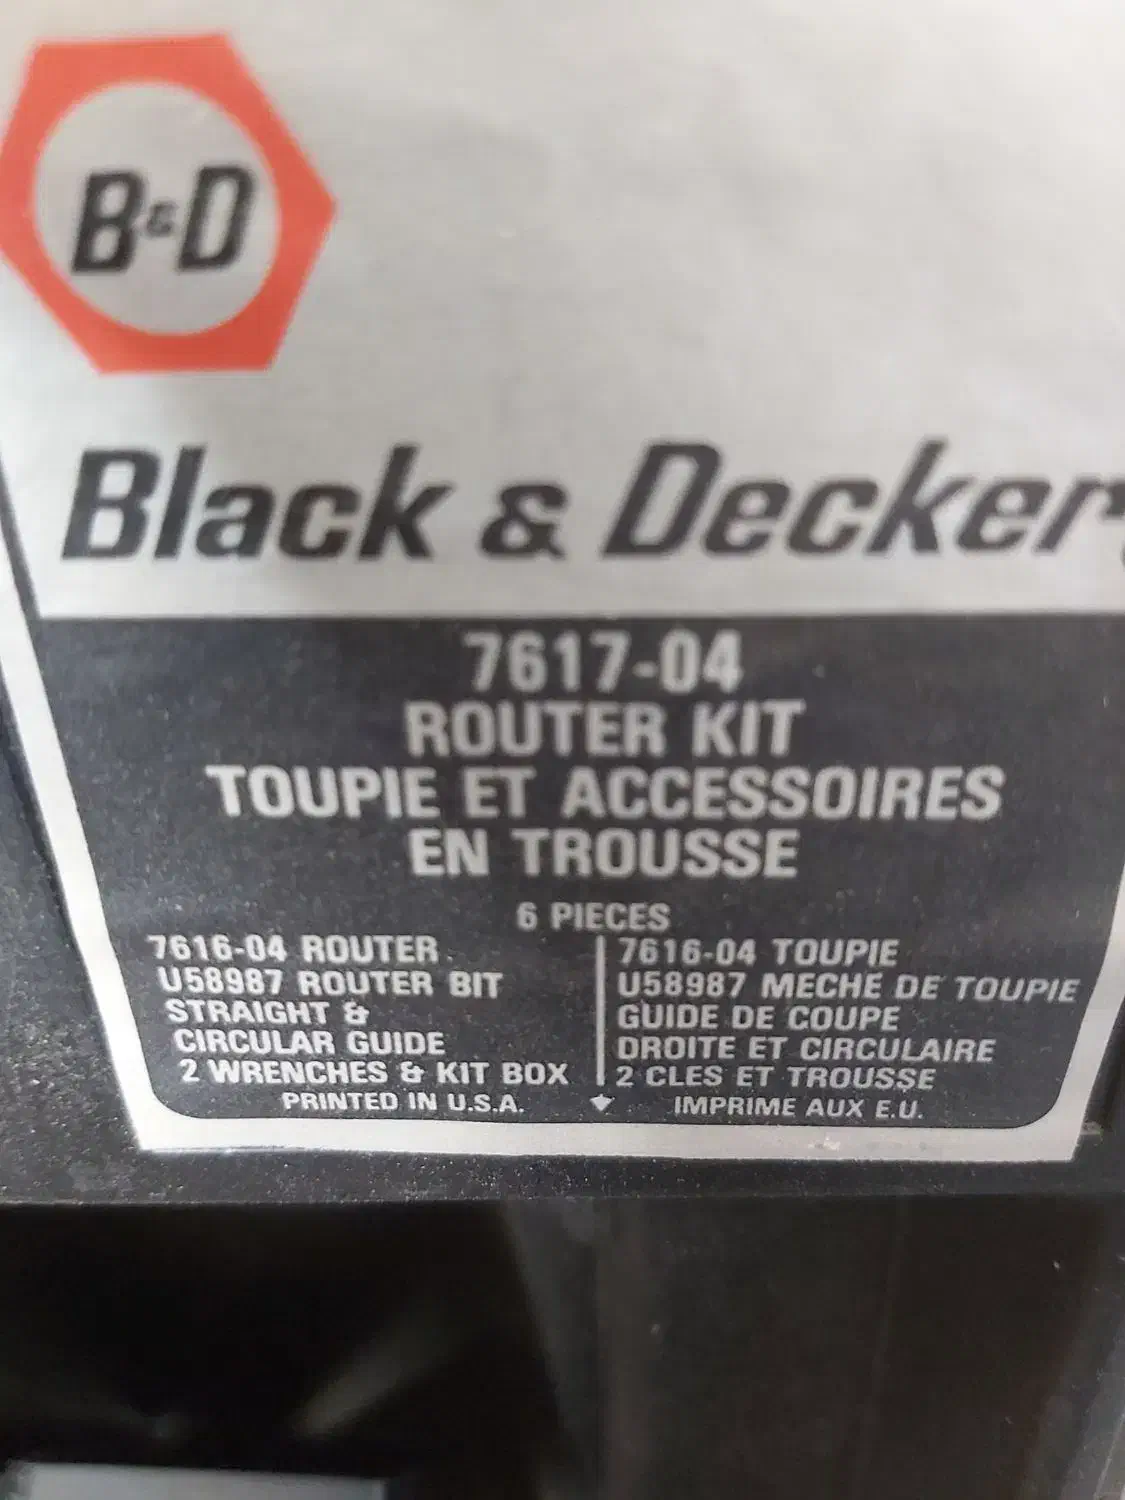 B&D
Black & Decker
7617-04
ROUTER KIT
TOUPIE ET ACCESSOIRES
EN TROUSSE
6 PIECES
7616-04 ROUTER
U58987 ROUTER BIT
STRAIGHT &
CIRCULAR GUIDE
2 WRENCHES & KIT BOX
PRINTED IN U.S.A.
7616-04 TOUPIE
U58987 MECHE DE TOUPIE
GUIDE DE COUPE
DROITE ET CIRCULAIRE
2 CLES ET TROUSSE
IMPRIME AUX E.U.